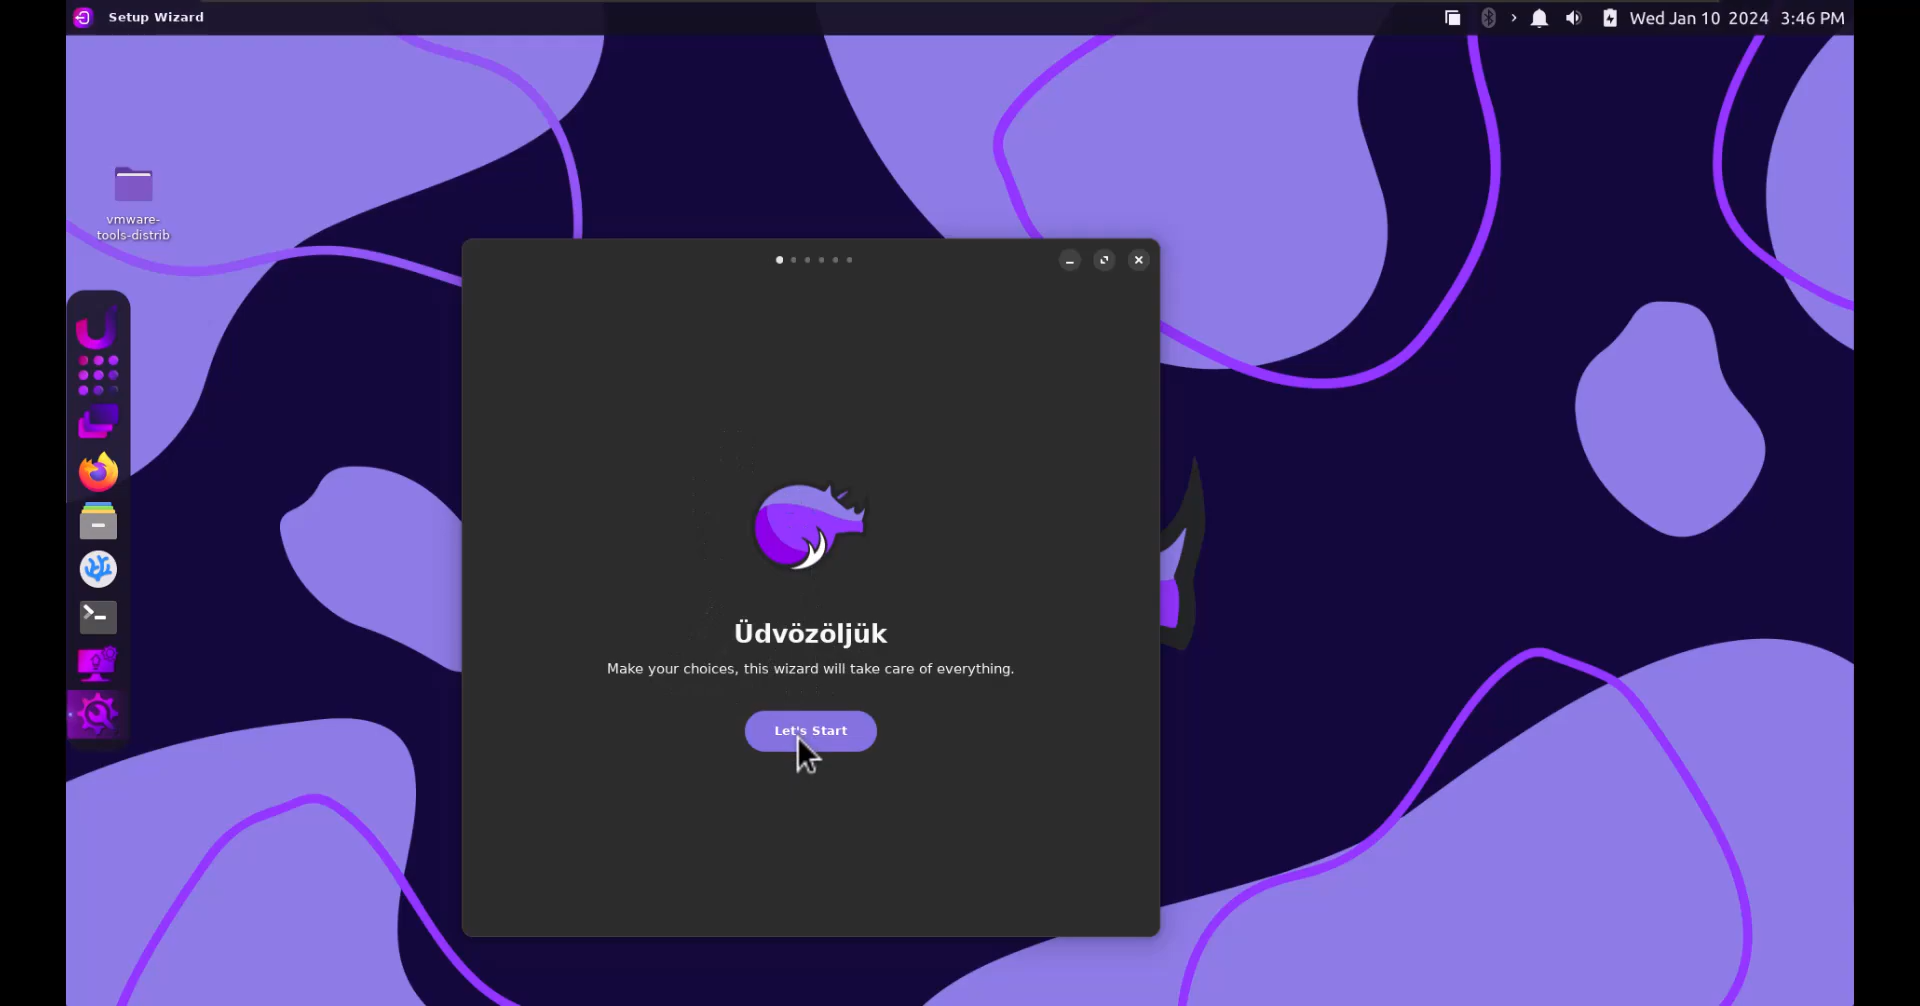 Setup Wizard
Wed Jan 10 2024 3:46 PM
vmware-
tools-distrib
Üdvözöljük
Make your choices, this wizard will take care of everything.
Let's Start